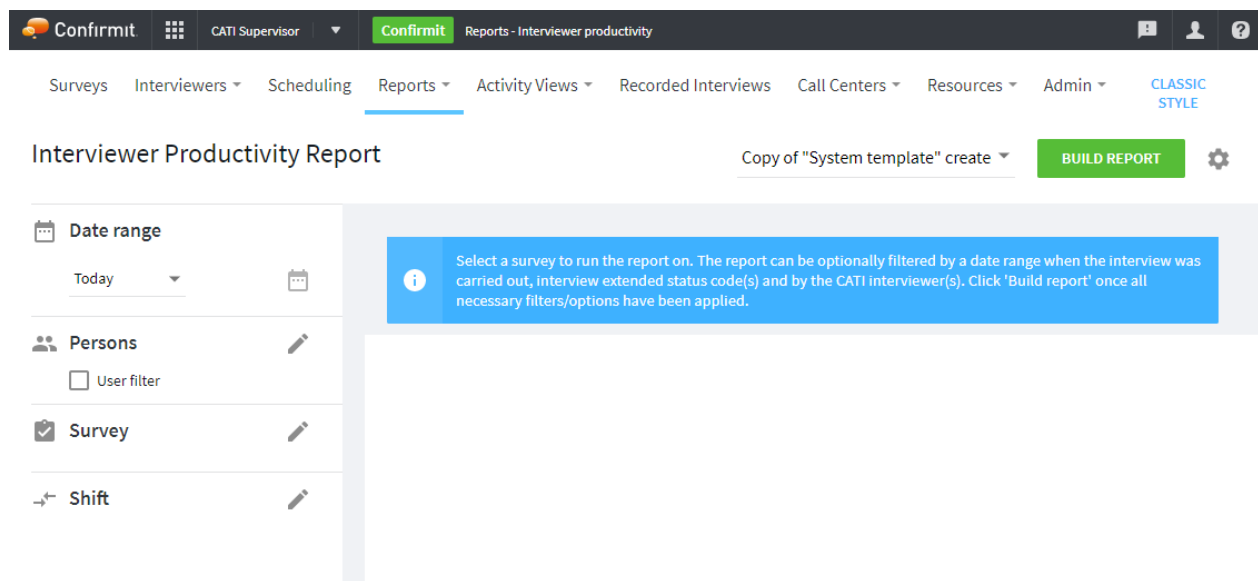 Confirmit. CATI Supervisor Confirmit Reports - Interviewer productivity
Surveys Interviewers Scheduling Reports Activity Views Recorded Interviews Call Centers Resources Admin CLASSIC
STYLE
Interviewer Productivity Report
Copy of "System template" create BUILD REPORT
Date range
Today
Persons
User filter
Survey
Shift
Select a survey to run the report on. The report can be optionally filtered by a date range when the interview was
carried out, interview extended status code(s) and by the CATI interviewer(s). Click 'Build report' once all
necessary filters/options have been applied.